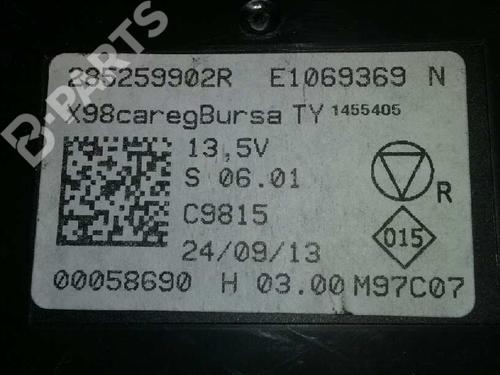 B-PARTS
285259902R E1069369 N
X98caregBursa TY 1455405
13,5V
S 06.01
R
C9815
015
24/09/13
00058690 H 03.00 M97C07